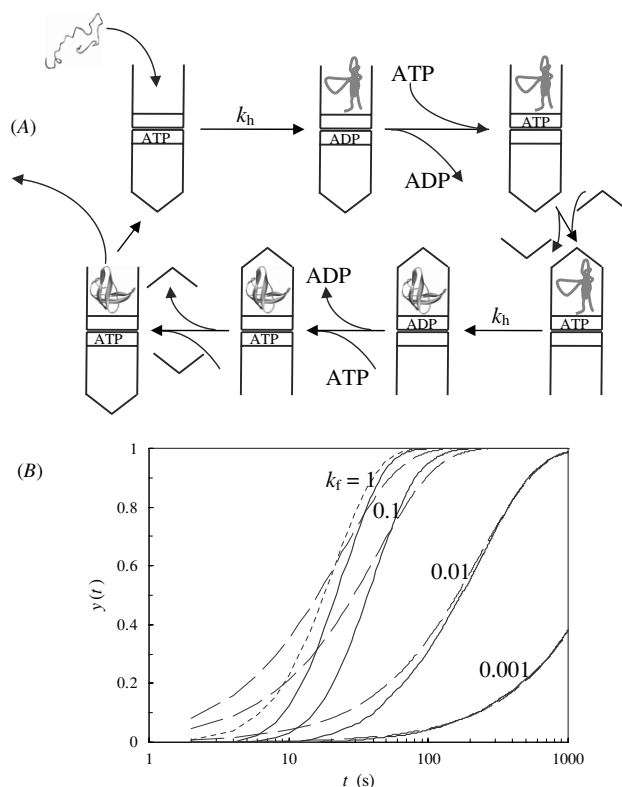 (A)
ATP
k_h
ADP
ATP
ADP
ATP
ATP
ATP
ADP
ATP
ADP
k_h
ATP
(B)
y(t)
1
0.8
0.6
0.4
0.2
0
k_f = 1
0.1
0.01
0.001
1
10
100
1000
t (s)